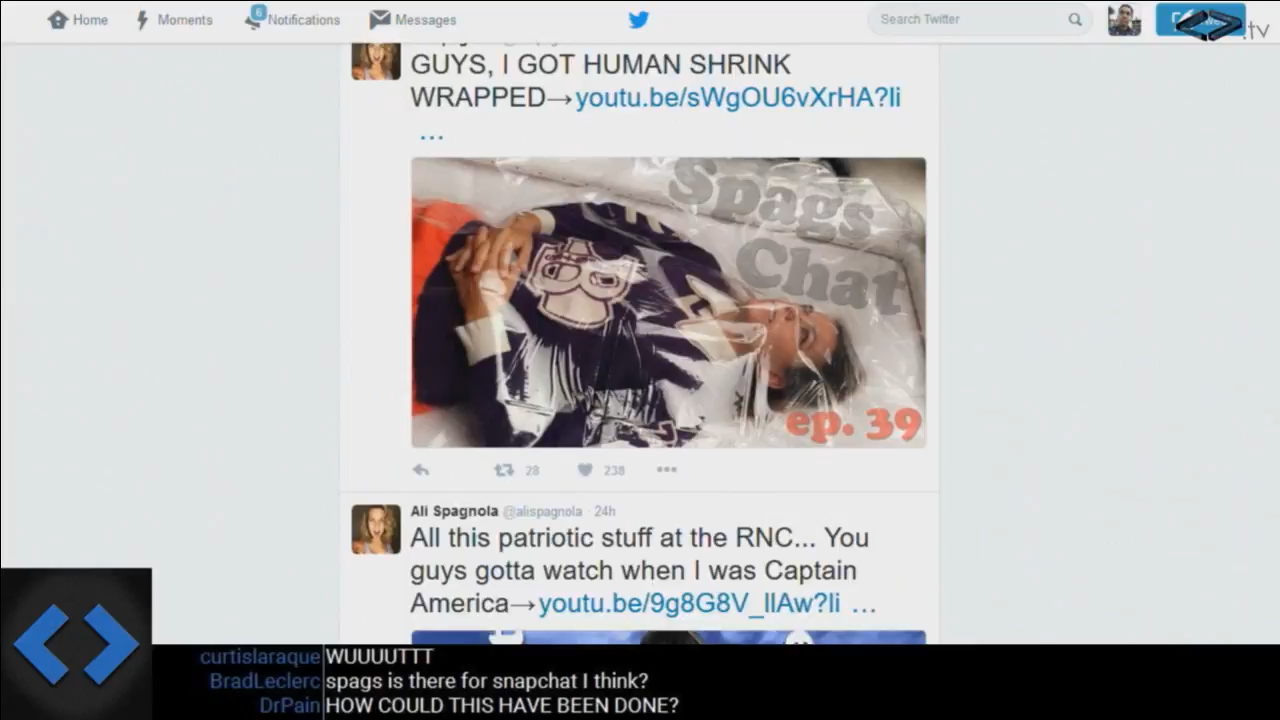 Home
Moments
6
Notifications
Messages
Search Twitter
.tv
GUYS, I GOT HUMAN SHRINK
WRAPPED→youtu.be/sWgOU6vXrHA?li
…
Spags
Chat
ep. 39
28
238
Ali Spagnola @alispagnola · 24h
All this patriotic stuff at the RNC... You
guys gotta watch when I was Captain
America→youtu.be/9g8G8V_llAw?li …
curtislaraque WUUUUTTT
BradLeclerc spags is there for snapchat I think?
DrPain HOW COULD THIS HAVE BEEN DONE?